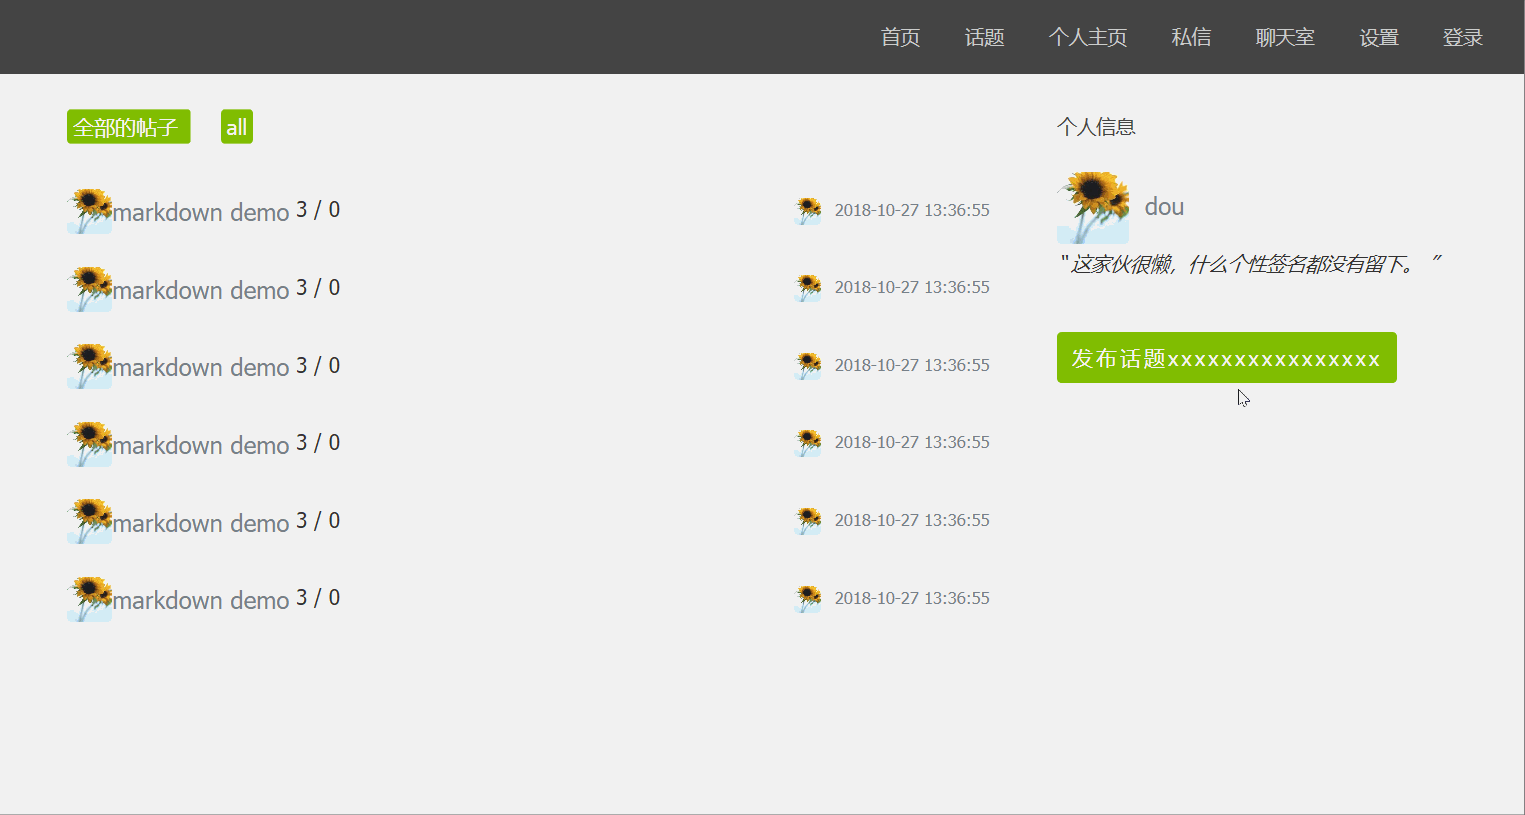 首页 话题 个人主页 私信 聊天室 设置 登录
全部的帖子 all
markdown demo 3 / 0 2018-10-27 13:36:55
markdown demo 3 / 0 2018-10-27 13:36:55
markdown demo 3 / 0 2018-10-27 13:36:55
markdown demo 3 / 0 2018-10-27 13:36:55
markdown demo 3 / 0 2018-10-27 13:36:55
markdown demo 3 / 0 2018-10-27 13:36:55
个人信息
dou
"这家伙很懒，什么个性签名都没有留下。 "
发布话题xxxxxxxxxxxxxxxx